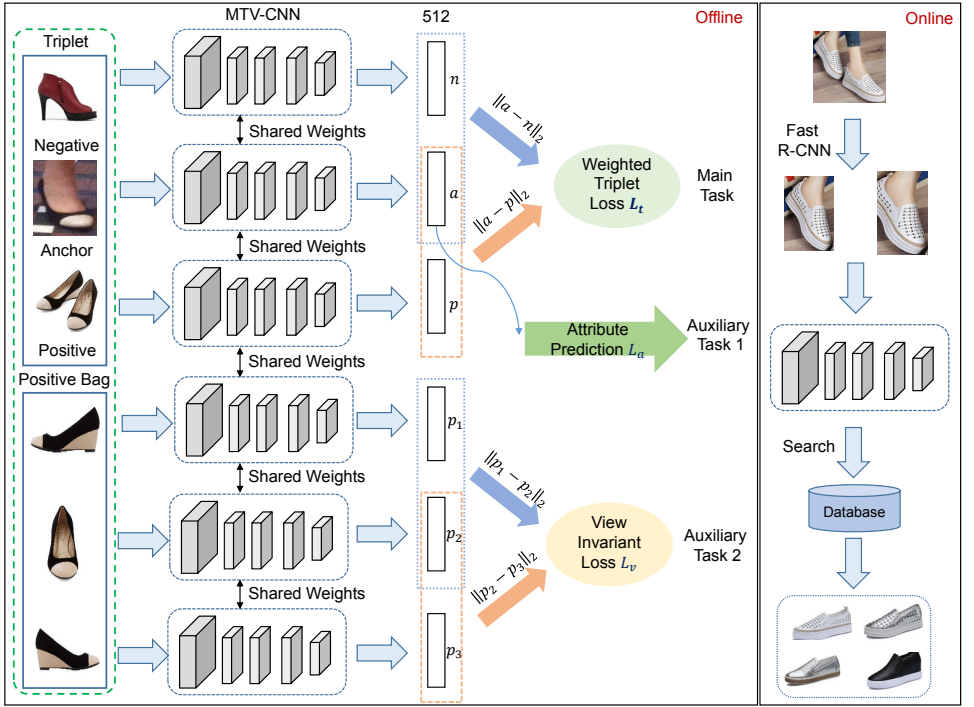 MTV-CNN
512
Offline
Triplet
n
Negative
Shared Weights
‖a − n‖₂
a
Weighted
Triplet
Loss Lₜ
Main
Task
Anchor
Shared Weights
‖a − p‖₂
p
Positive
Attribute
Prediction Lₐ
Auxiliary
Task 1
Shared Weights
Positive Bag
p₁
Shared Weights
‖p₁ − p₂‖₂
p₂
View
Invariant
Loss Lᵥ
Auxiliary
Task 2
Shared Weights
‖p₂ − p₃‖₂
p₃
Online
Fast
R-CNN
Search
Database